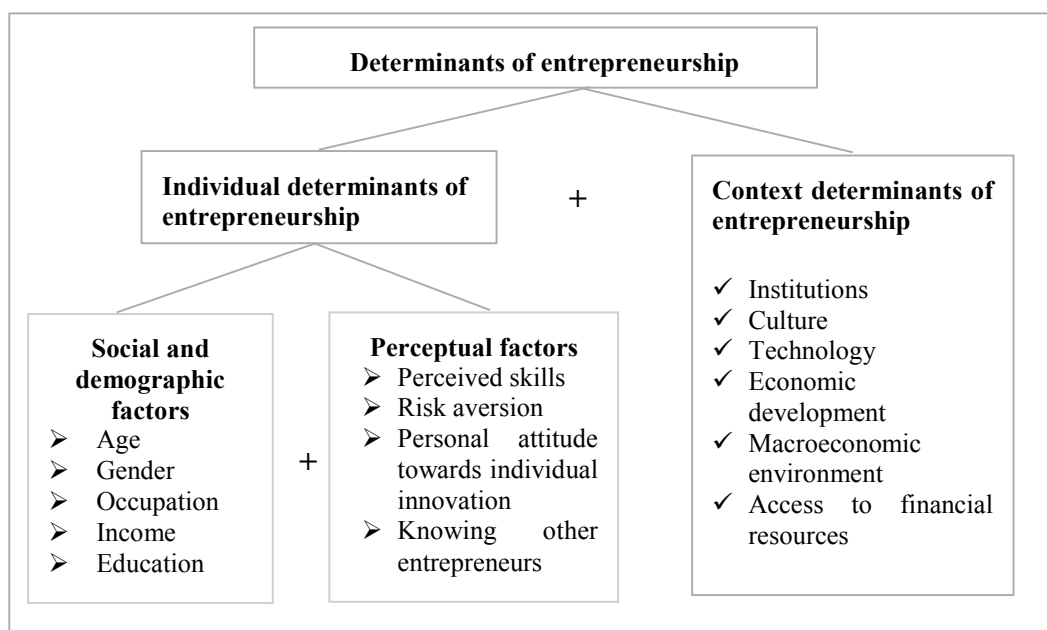 Determinants of entrepreneurship
Individual determinants of
entrepreneurship
+
Context determinants of
entrepreneurship
✓ Institutions
✓ Culture
✓ Technology
✓ Economic
development
✓ Macroeconomic
environment
✓ Access to financial
resources
Social and
demographic
factors
➢ Age
➢ Gender
➢ Occupation
➢ Income
➢ Education
+
Perceptual factors
➢ Perceived skills
➢ Risk aversion
➢ Personal attitude
towards individual
innovation
➢ Knowing other
entrepreneurs